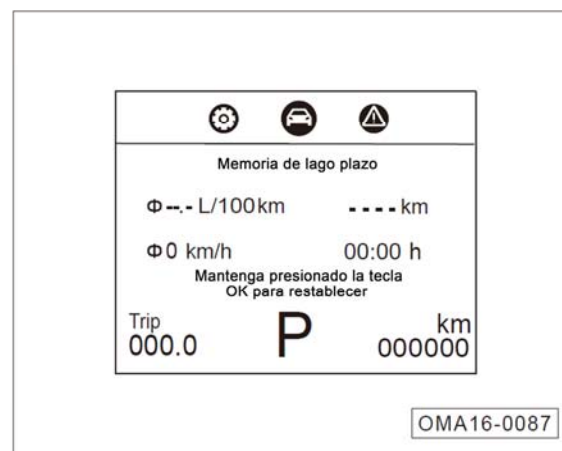 Memoria de lago plazo
Φ--.- L/100km ----km
Φ0 km/h 00:00 h
Mantenga presionado la tecla
OK para restablecer
Trip P km
000.0 000000
OMA16-0087